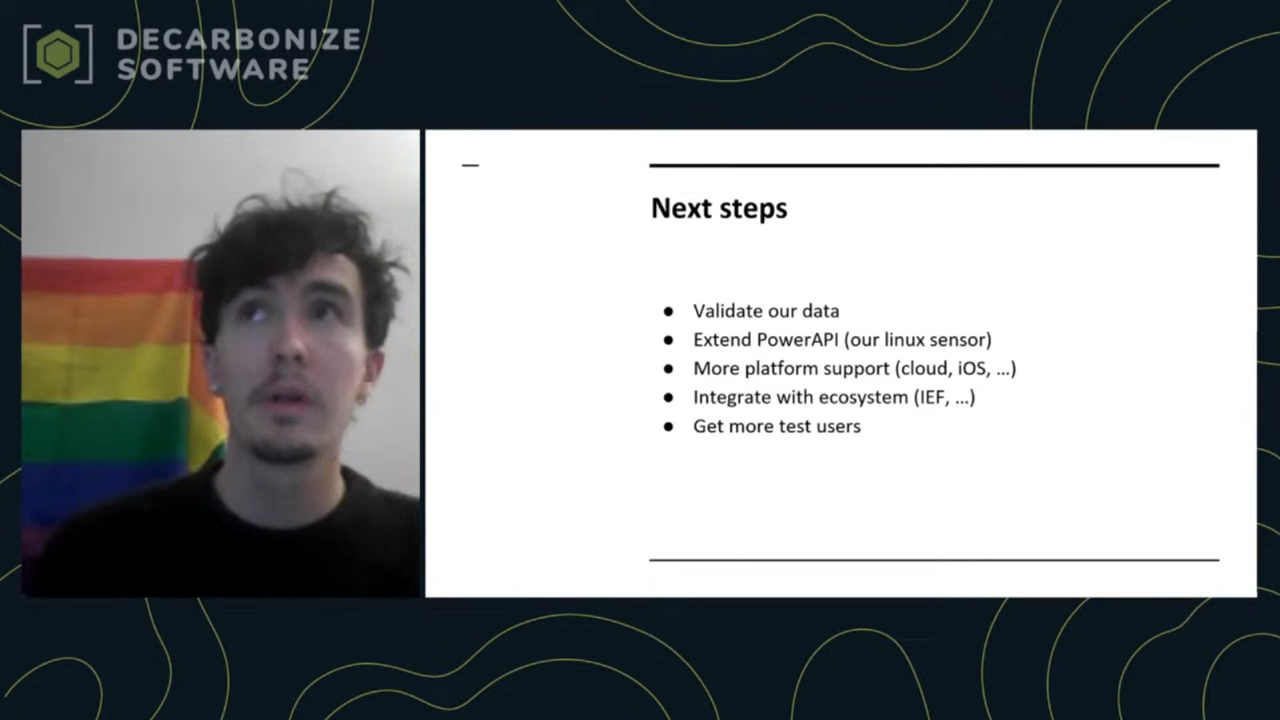 DECARBONIZE
SOFTWARE
Next steps
● Validate our data
● Extend PowerAPI (our linux sensor)
● More platform support (cloud, iOS, ...)
● Integrate with ecosystem (IEF, ...)
● Get more test users